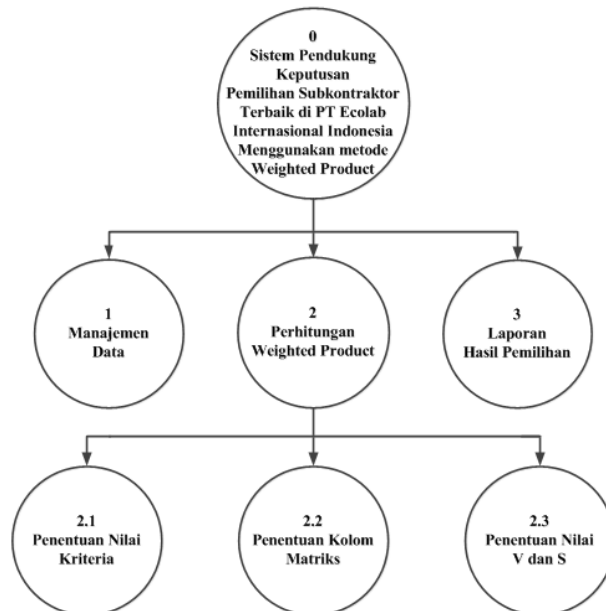 0
Sistem Pendukung
Keputusan
Pemilihan Subkontraktor
Terbaik di PT Ecolab
Internasional Indonesia
Menggunakan metode
Weighted Product
1
Manajemen
Data
2
Perhitungan
Weighted Product
3
Laporan
Hasil Pemilihan
2.1
Penentuan Nilai
Kriteria
2.2
Penentuan Kolom
Matriks
2.3
Penentuan Nilai
V dan S